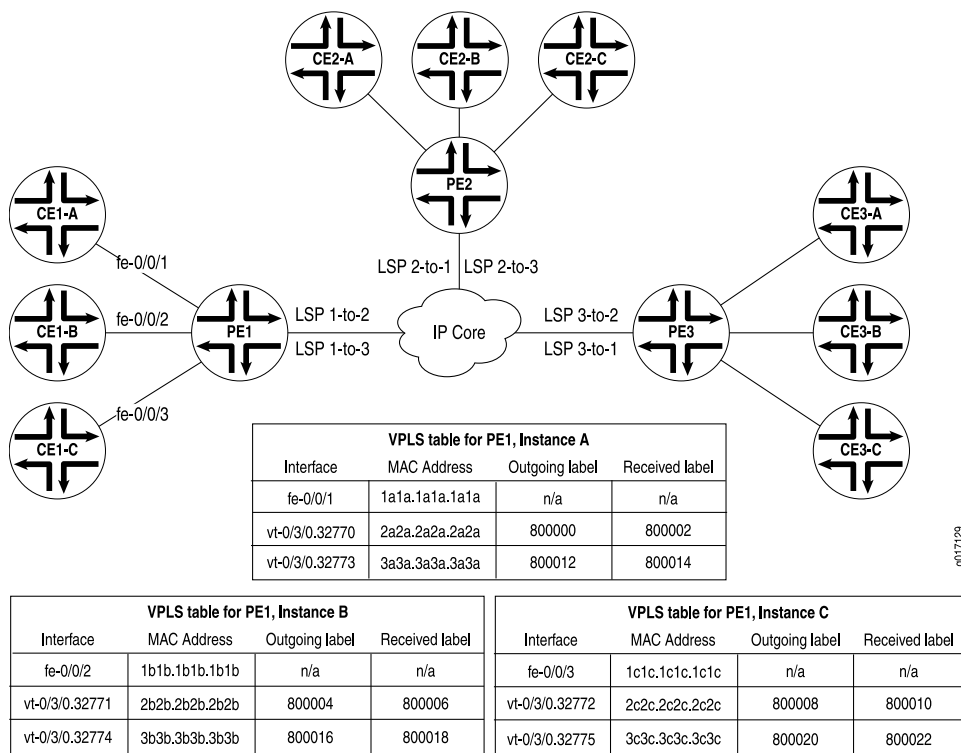 CE2-A CE2-B CE2-C
PE2
CE1-A CE3-A
fe-0/0/1
LSP 2-to-1 LSP 2-to-3
fe-0/0/2
CE1-B PE1 LSP 1-to-2 IP Core LSP 3-to-2 PE3 CE3-B
LSP 1-to-3 LSP 3-to-1
fe-0/0/3
CE1-C CE3-C
VPLS table for PE1, Instance A
Interface MAC Address Outgoing label Received label
fe-0/0/1 1a1a.1a1a.1a1a n/a n/a
vt-0/3/0.32770 2a2a.2a2a.2a2a 800000 800002
vt-0/3/0.32773 3a3a.3a3a.3a3a 800012 800014
g017129
VPLS table for PE1, Instance B
Interface MAC Address Outgoing label Received label
fe-0/0/2 1b1b.1b1b.1b1b n/a n/a
vt-0/3/0.32771 2b2b.2b2b.2b2b 800004 800006
vt-0/3/0.32774 3b3b.3b3b.3b3b 800016 800018
VPLS table for PE1, Instance C
Interface MAC Address Outgoing label Received label
fe-0/0/3 1c1c.1c1c.1c1c n/a n/a
vt-0/3/0.32772 2c2c.2c2c.2c2c 800008 800010
vt-0/3/0.32775 3c3c.3c3c.3c3c 800020 800022